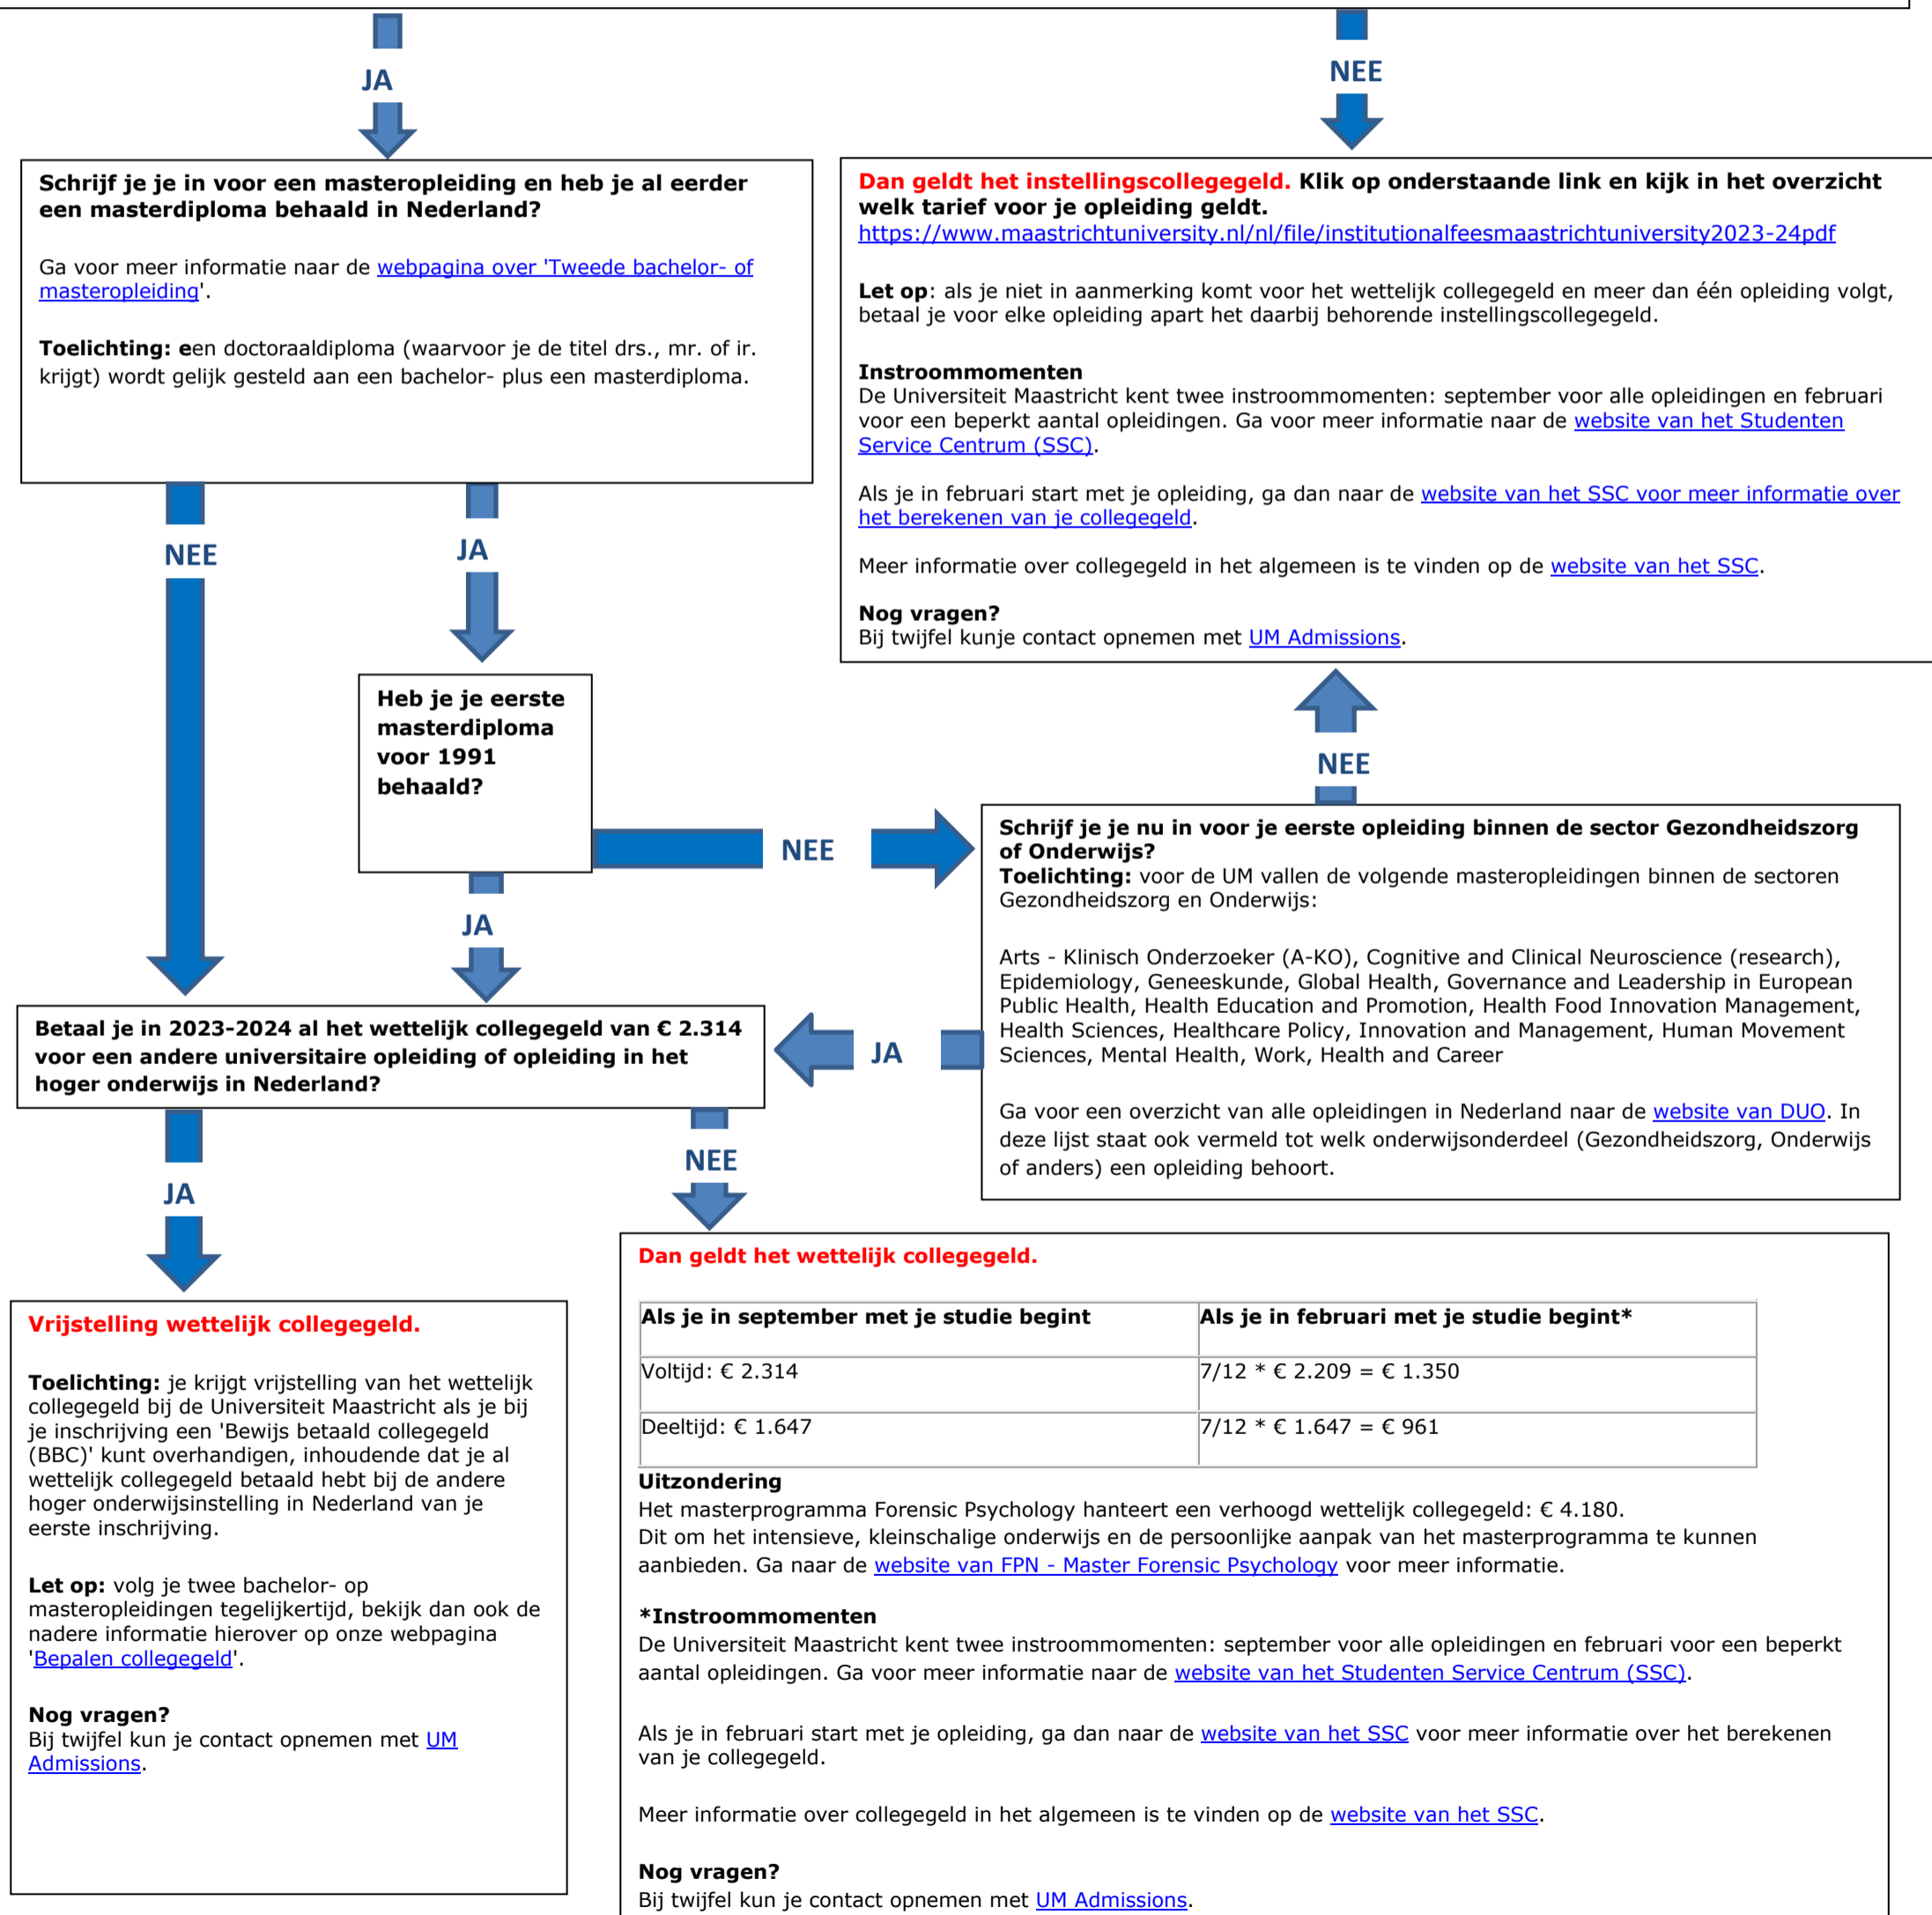 JA
NEE
Schrijf je je in voor een masteropleiding en heb je al eerder
een masterdiploma behaald in Nederland?
Ga voor meer informatie naar de webpagina over 'Tweede bachelor- of
masteropleiding'.
Toelichting: een doctoraaldiploma (waarvoor je de titel drs., mr. of ir.
krijgt) wordt gelijk gesteld aan een bachelor- plus een masterdiploma.
Dan geldt het instellingscollegegeld. Klik op onderstaande link en kijk in het overzicht
welk tarief voor je opleiding geldt.
https://www.maastrichtuniversity.nl/nl/file/institutionalfeesmaastrichtuniversity2023-24pdf
Let op: als je niet in aanmerking komt voor het wettelijk collegegeld en meer dan één opleiding volgt,
betaal je voor elke opleiding apart het daarbij behorende instellingscollegegeld.
Instroommomenten
De Universiteit Maastricht kent twee instroommomenten: september voor alle opleidingen en februari
voor een beperkt aantal opleidingen. Ga voor meer informatie naar de website van het Studenten
Service Centrum (SSC).
Als je in februari start met je opleiding, ga dan naar de website van het SSC voor meer informatie over
het berekenen van je collegegeld.
Meer informatie over collegegeld in het algemeen is te vinden op de website van het SSC.
Nog vragen?
Bij twijfel kunje contact opnemen met UM Admissions.
NEE
JA
Heb je je eerste
masterdiploma
voor 1991
behaald?
NEE
NEE
JA
Schrijf je je nu in voor je eerste opleiding binnen de sector Gezondheidszorg
of Onderwijs?
Toelichting: voor de UM vallen de volgende masteropleidingen binnen de sectoren
Gezondheidszorg en Onderwijs:
Arts - Klinisch Onderzoeker (A-KO), Cognitive and Clinical Neuroscience (research),
Epidemiology, Geneeskunde, Global Health, Governance and Leadership in European
Public Health, Health Education and Promotion, Health Food Innovation Management,
Health Sciences, Healthcare Policy, Innovation and Management, Human Movement
Sciences, Mental Health, Work, Health and Career
Ga voor een overzicht van alle opleidingen in Nederland naar de website van DUO. In
deze lijst staat ook vermeld tot welk onderwijsonderdeel (Gezondheidszorg, Onderwijs
of anders) een opleiding behoort.
JA
Betaal je in 2023-2024 al het wettelijk collegegeld van € 2.314
voor een andere universitaire opleiding of opleiding in het
hoger onderwijs in Nederland?
JA
NEE
Vrijstelling wettelijk collegegeld.
Toelichting: je krijgt vrijstelling van het wettelijk
collegegeld bij de Universiteit Maastricht als je bij
je inschrijving een 'Bewijs betaald collegegeld
(BBC)' kunt overhandigen, inhoudende dat je al
wettelijk collegegeld betaald hebt bij de andere
hoger onderwijsinstelling in Nederland van je
eerste inschrijving.
Let op: volg je twee bachelor- op
masteropleidingen tegelijkertijd, bekijk dan ook de
nadere informatie hierover op onze webpagina
'Bepalen collegegeld'.
Nog vragen?
Bij twijfel kun je contact opnemen met UM
Admissions.
Dan geldt het wettelijk collegegeld.
Als je in september met je studie begint
Als je in februari met je studie begint*
Voltijd: € 2.314
7/12 * € 2.209 = € 1.350
Deeltijd: € 1.647
7/12 * € 1.647 = € 961
Uitzondering
Het masterprogramma Forensic Psychology hanteert een verhoogd wettelijk collegegeld: € 4.180.
Dit om het intensieve, kleinschalige onderwijs en de persoonlijke aanpak van het masterprogramma te kunnen
aanbieden. Ga naar de website van FPN - Master Forensic Psychology voor meer informatie.
*Instroommomenten
De Universiteit Maastricht kent twee instroommomenten: september voor alle opleidingen en februari voor een beperkt
aantal opleidingen. Ga voor meer informatie naar de website van het Studenten Service Centrum (SSC).
Als je in februari start met je opleiding, ga dan naar de website van het SSC voor meer informatie over het berekenen
van je collegegeld.
Meer informatie over collegegeld in het algemeen is te vinden op de website van het SSC.
Nog vragen?
Bij twijfel kun je contact opnemen met UM Admissions.